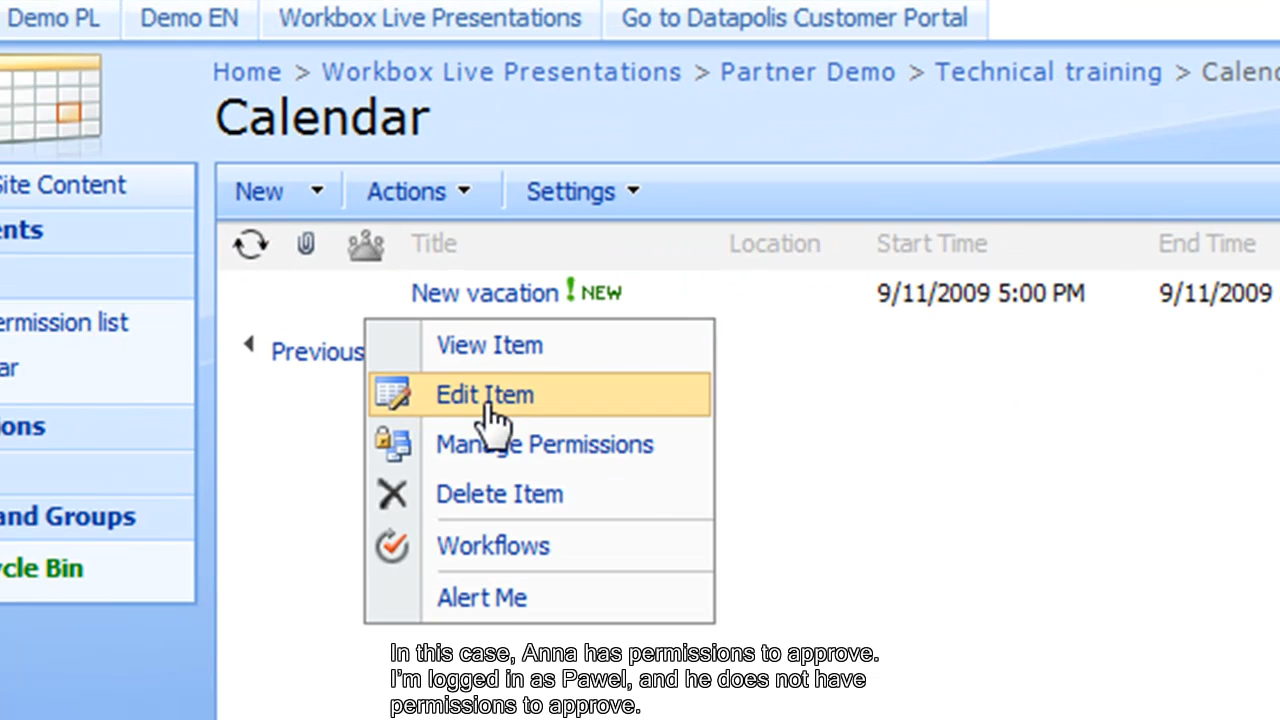 Demo PL Demo EN Workbox Live Presentations Go to Datapolis Customer Portal
Home > Workbox Live Presentations > Partner Demo > Technical training > Calen
Calendar
Site Content
New Actions Settings
ents
Title Location Start Time End Time
New vacation ! NEW 9/11/2009 5:00 PM 9/11/2009
ermission list
View Item
Previous
ar
Edit Item
ions
Manage Permissions
Delete Item
and Groups
Workflows
ycle Bin
Alert Me
In this case, Anna has permissions to approve.
I'm logged in as Pawel, and he does not have
permissions to approve.